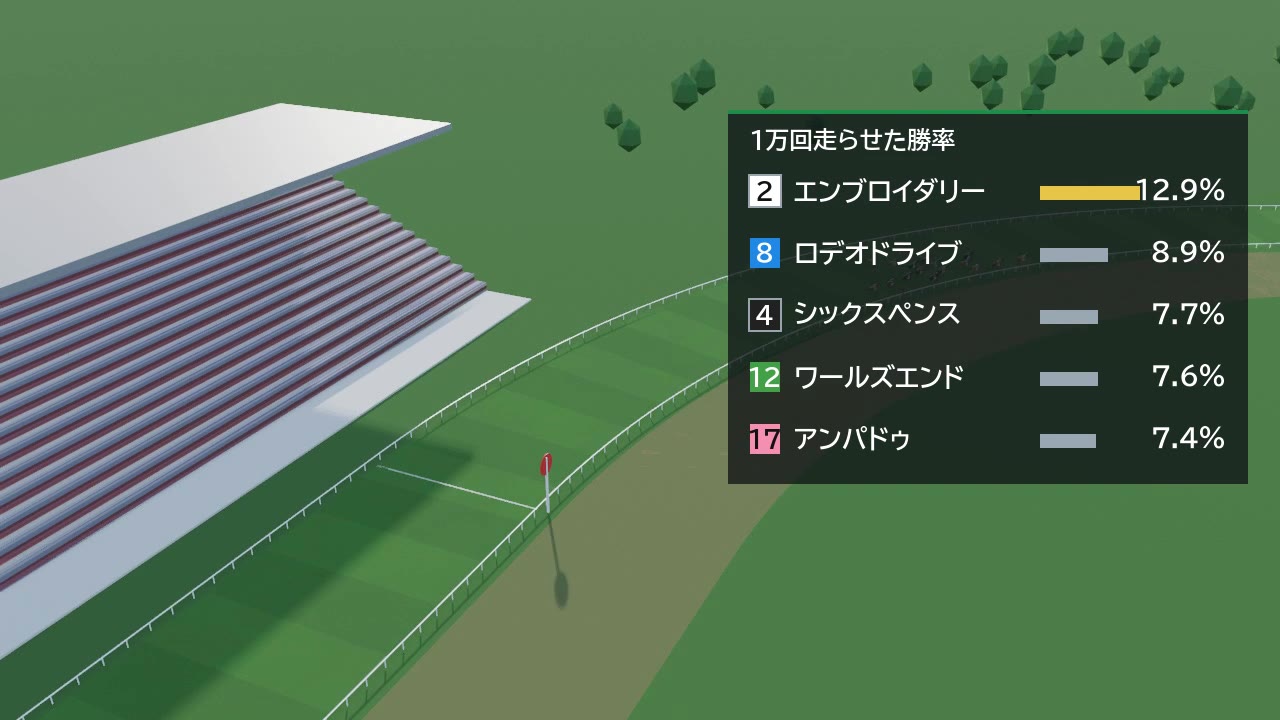 1万回走らせた勝率
2 エンブロイダリー 12.9%
8 ロデオドライブ 8.9%
4 シックスペンス 7.7%
12 ワールズエンド 7.6%
17 アンパドゥ 7.4%